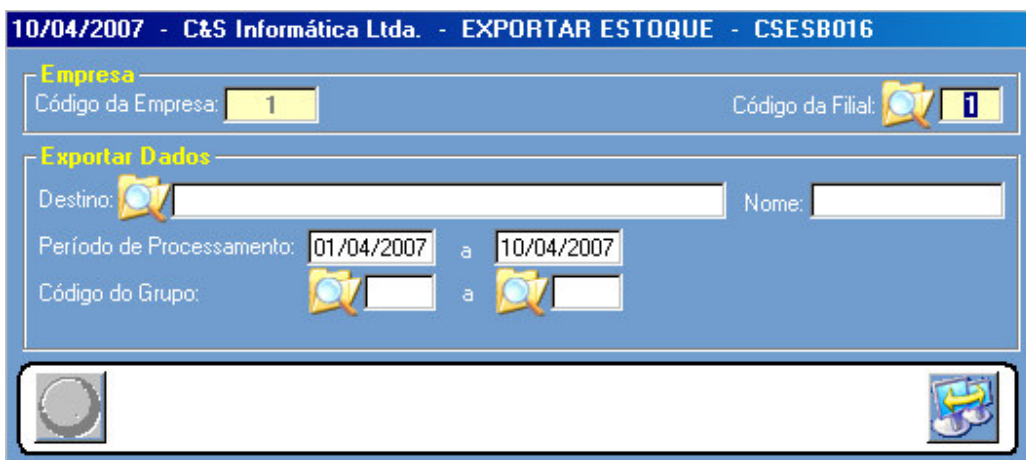 10/04/2007 - C&S Informática Ltda. - EXPORTAR ESTOQUE - CSESB016
Empresa
Código da Empresa: 1 Código da Filial: 1
Exportar Dados
Destino: Nome:
Período de Processamento: 01/04/2007 a 10/04/2007
Código do Grupo: a